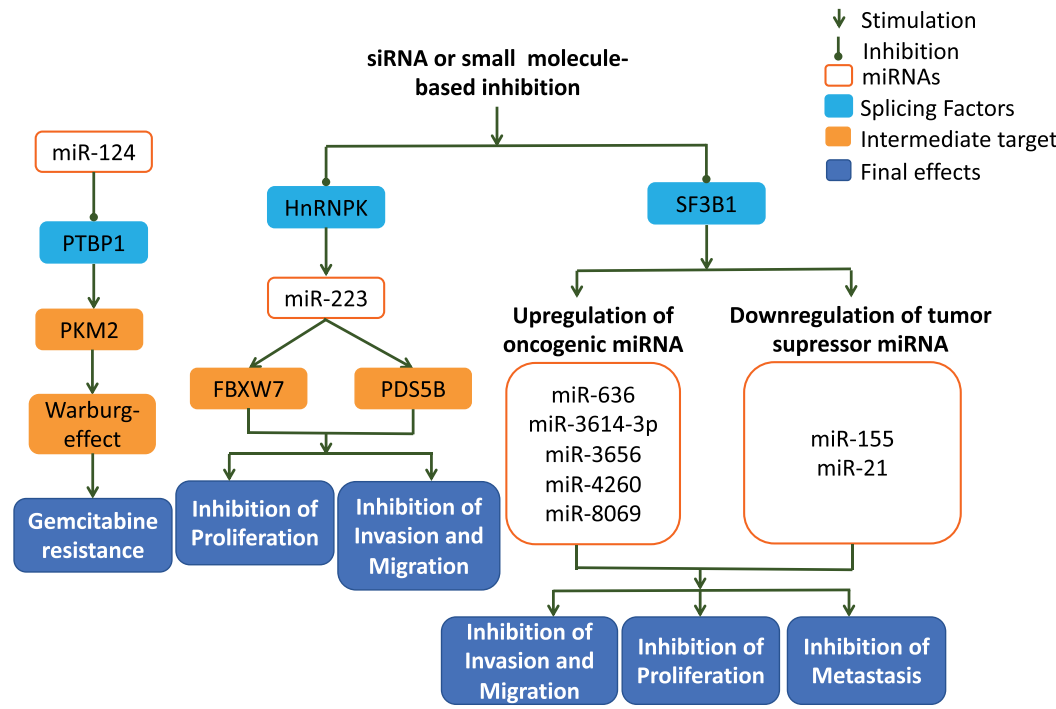 Stimulation
Inhibition
miRNAs
Splicing Factors
Intermediate target
Final effects
siRNA or small molecule-
based inhibition
miR-124
PTBP1
PKM2
Warburg-
effect
Gemcitabine
resistance
HnRNPK
miR-223
FBXW7
PDS5B
Inhibition of
Proliferation
Inhibition of
Invasion and
Migration
SF3B1
Upregulation of
oncogenic miRNA
miR-636
miR-3614-3p
miR-3656
miR-4260
miR-8069
Downregulation of tumor
supressor miRNA
miR-155
miR-21
Inhibition of
Invasion and
Migration
Inhibition of
Proliferation
Inhibition of
Metastasis